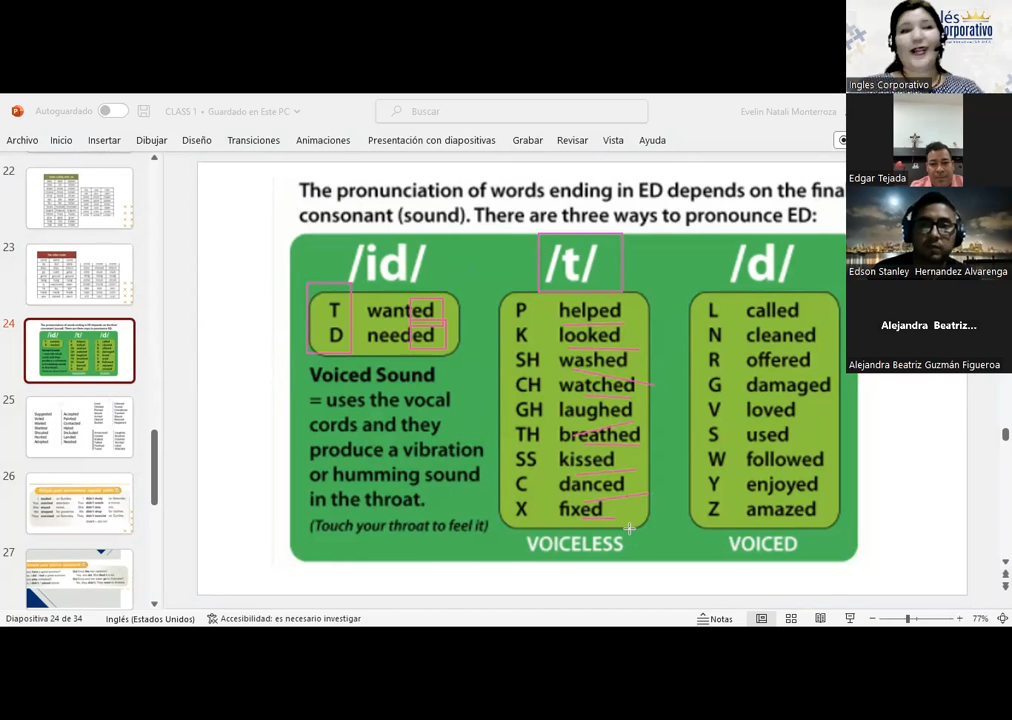 lés
Corporativo
Ingles Corporativo
Autoguardado
CLASS 1 • Guardado en Este PC
Buscar
Evelin Natali Monterroza
Archivo Inicio Insertar Dibujar Diseño Transiciones Animaciones Presentación con diapositivas Grabar Revisar Vista Ayuda
Edgar Tejada
Edson Stanley Hernandez Alvarenga
Alejandra Beatriz...
Alejandra Beatriz Guzmán Figueroa
22
23
24
25
26
27
The pronunciation of words ending in ED depends on the fina
consonant (sound). There are three ways to pronounce ED:
/id/
T wanted
D needed
Voiced Sound
= uses the vocal
cords and they
produce a vibration
or humming sound
in the throat.
(Touch your throat to feel it)
/t/
P helped
K looked
SH washed
CH watched
GH laughed
TH breathed
SS kissed
C danced
X fixed
VOICELESS
/d/
L called
N cleaned
R offered
G damaged
V loved
S used
W followed
Y enjoyed
Z amazed
VOICED
Diapositiva 24 de 34 Inglés (Estados Unidos) Accesibilidad: es necesario investigar Notas 77%